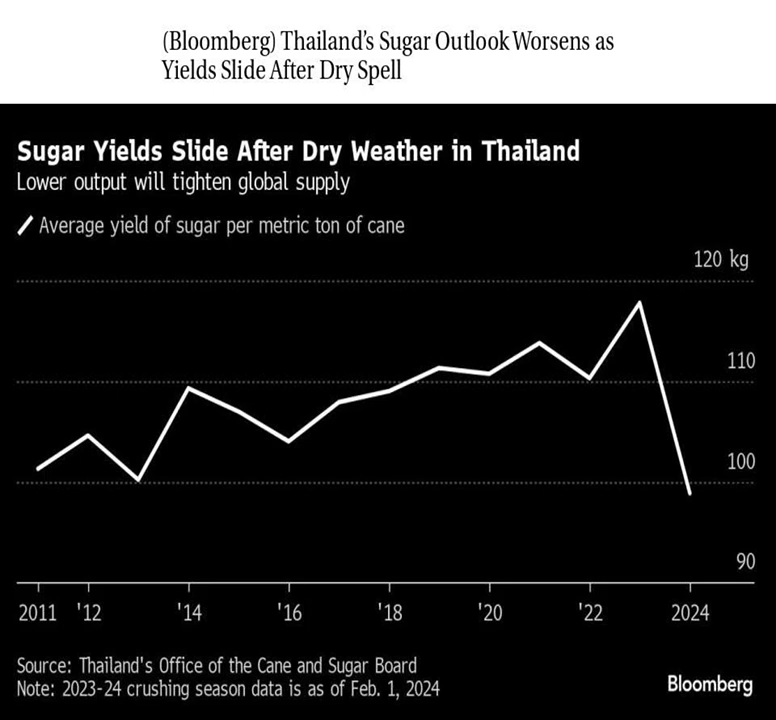 (Bloomberg) Thailand's Sugar Outlook Worsens as
Yields Slide After Dry Spell
Sugar Yields Slide After Dry Weather in Thailand
Lower output will tighten global supply
Average yield of sugar per metric ton of cane
120 kg
110
100
90
2011 '12 '14 '16 '18 '20 '22 2024
Source: Thailand's Office of the Cane and Sugar Board
Note: 2023-24 crushing season data is as of Feb. 1, 2024
Bloomberg